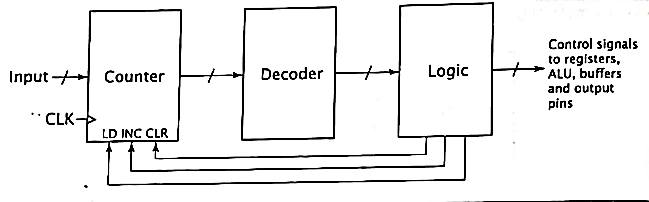 Input
Counter
Decoder
Logic
Control signals
to registers,
ALU, buffers
and output
pins
CLK
LD INC CLR